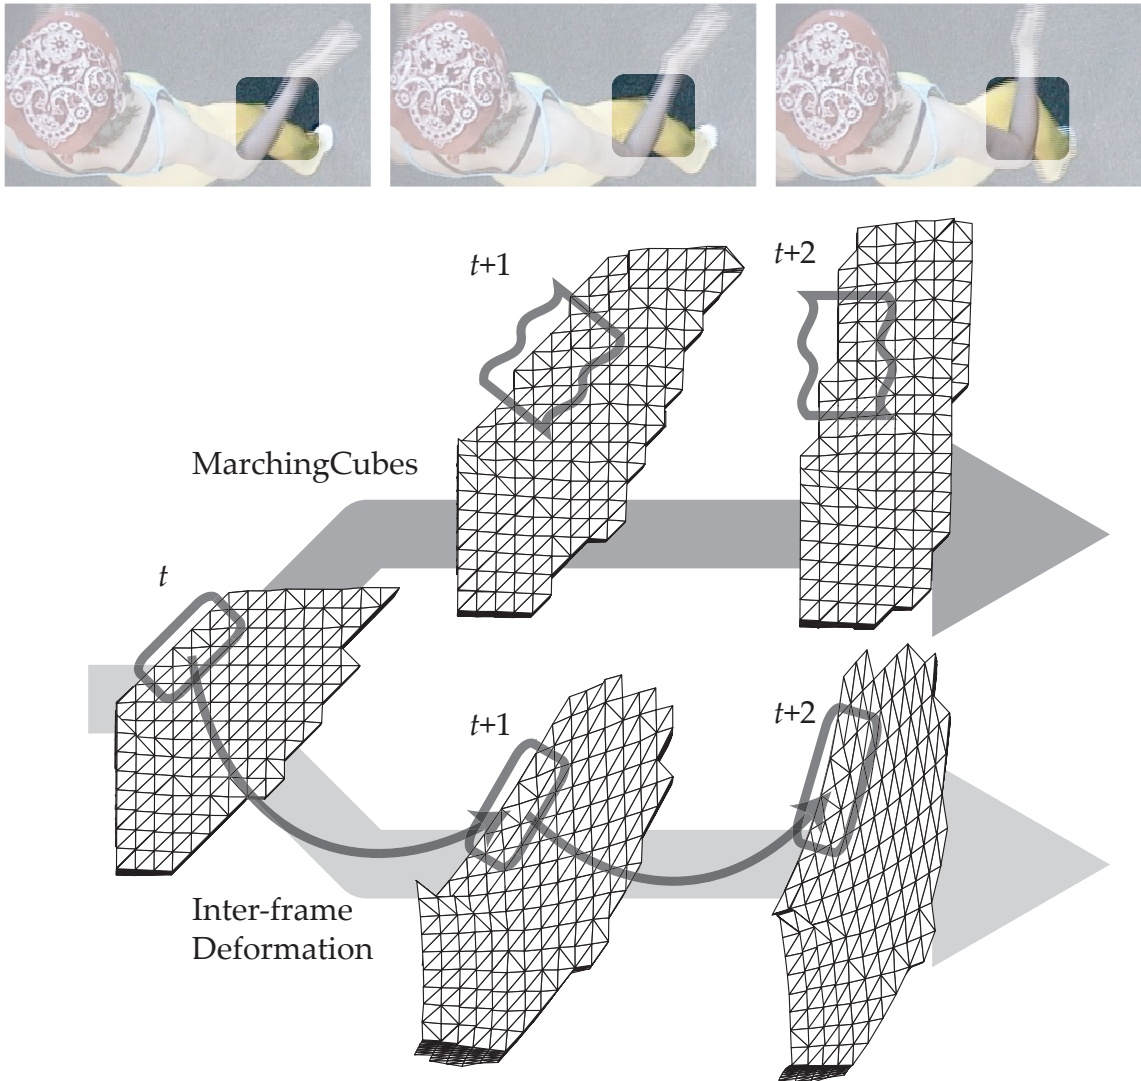 t+1
t+2
MarchingCubes
t
t+1
t+2
Inter-frame
Deformation